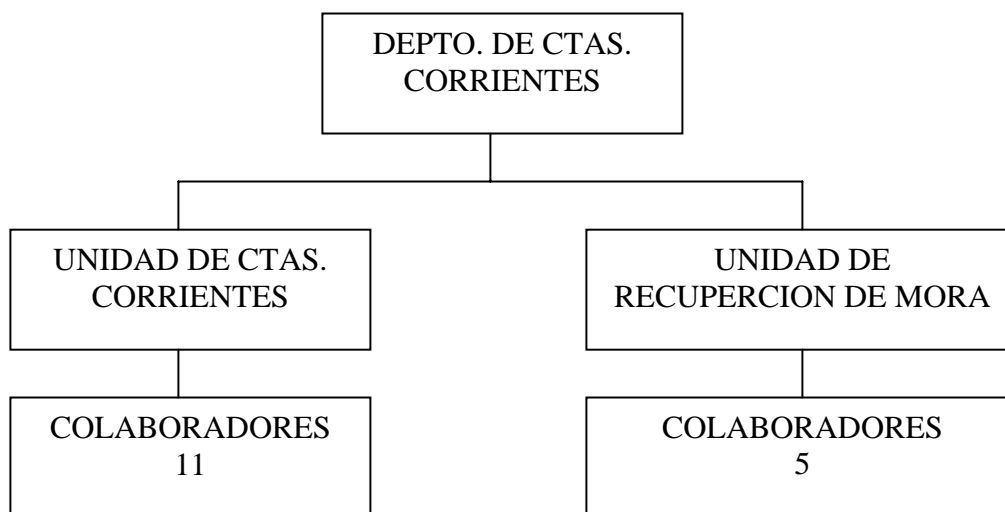 DEPTO. DE CTAS.
CORRIENTES
UNIDAD DE CTAS.
CORRIENTES
UNIDAD DE
RECUPERCION DE MORA
COLABORADORES
11
COLABORADORES
5